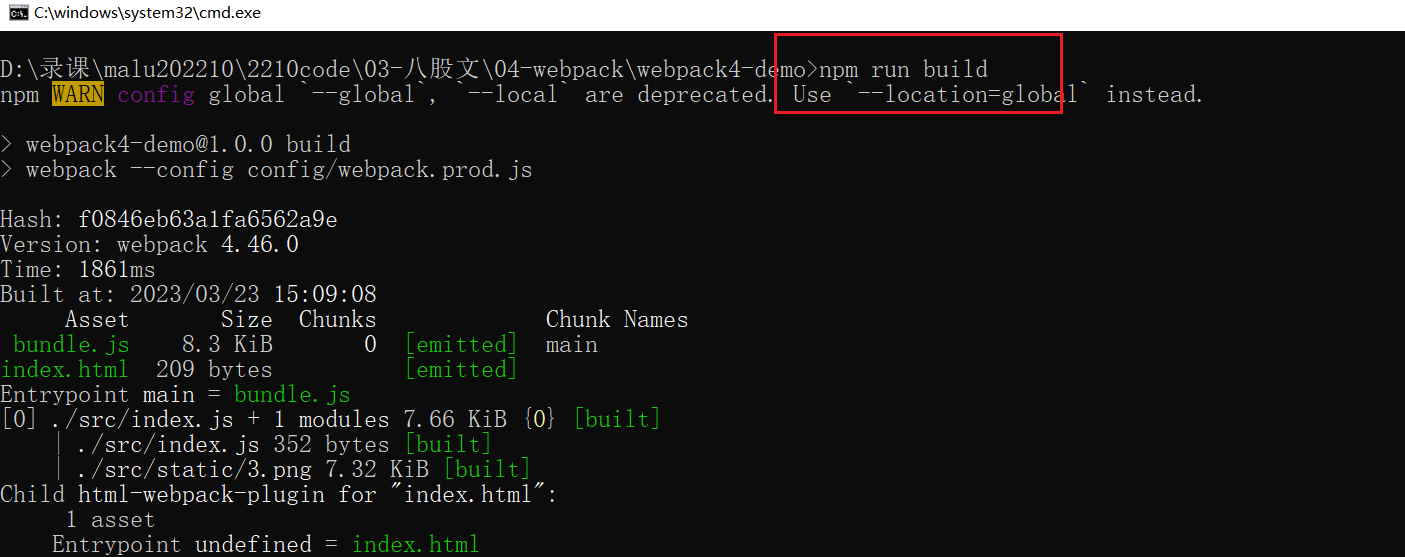 C:\windows\system32\cmd.exe
D:\录课\malu202210\2210code\03-八股文\04-webpack\webpack4-demo>npm run build
npm WARN config global `--global`, `--local` are deprecated. Use `--location=global` instead.
> webpack4-demo@1.0.0 build
> webpack --config config/webpack.prod.js
Hash: f0846eb63a1fa6562a9e
Version: webpack 4.46.0
Time: 1861ms
Built at: 2023/03/23 15:09:08
Asset Size Chunks Chunk Names
bundle.js 8.3 KiB 0 [emitted] main
index.html 209 bytes [emitted]
Entrypoint main = bundle.js
[0] ./src/index.js + 1 modules 7.66 KiB {0} [built]
| ./src/index.js 352 bytes [built]
| ./src/static/3.png 7.32 KiB [built]
Child html-webpack-plugin for "index.html":
1 asset
Entrypoint undefined = index.html